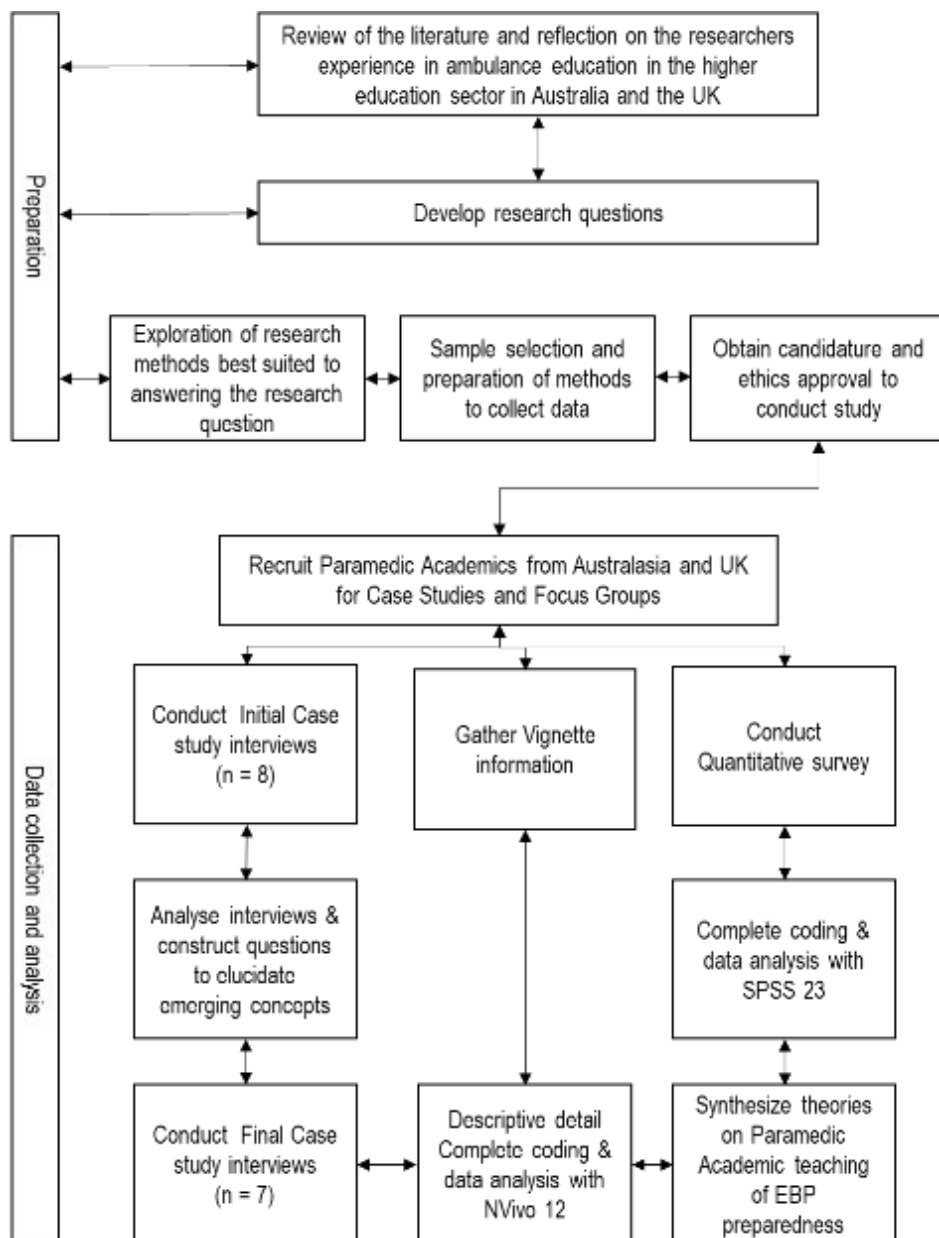 Preparation
Review of the literature and reflection on the researchers
experience in ambulance education in the higher
education sector in Australia and the UK
Develop research questions
Exploration of research
methods best suited to
answering the research
question
Sample selection and
preparation of methods
to collect data
Obtain candidature and
ethics approval to
conduct study
Data collection and analysis
Recruit Paramedic Academics from Australasia and UK
for Case Studies and Focus Groups
Conduct Initial Case
study interviews
(n = 8)
Gather Vignette
information
Conduct
Quantitative survey
Analyse interviews &
construct questions
to elucidate
emerging concepts
Complete coding &
data analysis with
SPSS 23
Conduct Final Case
study interviews
(n = 7)
Descriptive detail
Complete coding &
data analysis with
NVivo 12
Synthesize theories
on Paramedic
Academic teaching
of EBP
preparedness